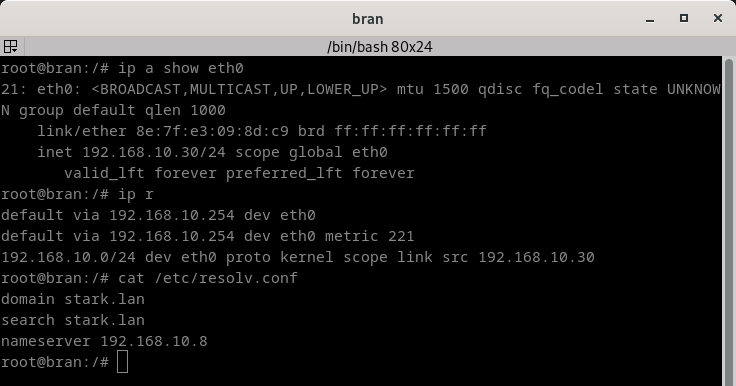 bran
/bin/bash 80x24
root@bran:/# ip a show eth0
21: eth0: <BROADCAST,MULTICAST,UP,LOWER_UP> mtu 1500 qdisc fq_codel state UNKNOW
N group default qlen 1000
    link/ether 8e:7f:e3:09:8d:c9 brd ff:ff:ff:ff:ff:ff
    inet 192.168.10.30/24 scope global eth0
       valid_lft forever preferred_lft forever
root@bran:/# ip r
default via 192.168.10.254 dev eth0
default via 192.168.10.254 dev eth0 metric 221
192.168.10.0/24 dev eth0 proto kernel scope link src 192.168.10.30
root@bran:/# cat /etc/resolv.conf
domain stark.lan
search stark.lan
nameserver 192.168.10.8
root@bran:/#